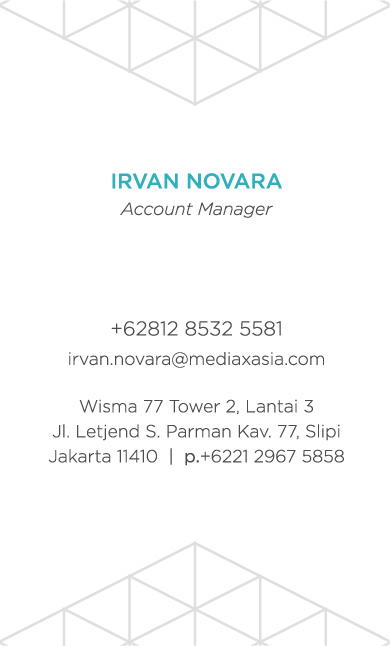 IRVAN NOVARA
Account Manager
+62812 8532 5581
irvan.novara@mediaxasia.com
Wisma 77 Tower 2, Lantai 3
Jl. Letjend S. Parman Kav. 77, Slipi
Jakarta 11410 | p.+6221 2967 5858